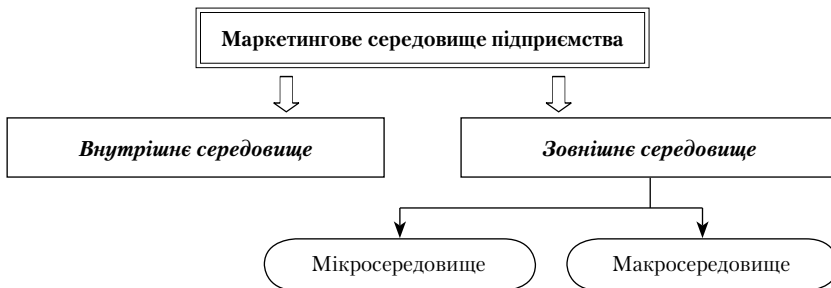 Маркетингове середовище підприємства
Внутрішнє середовище
Зовнішнє середовище
Мікросередовище
Макросередовище